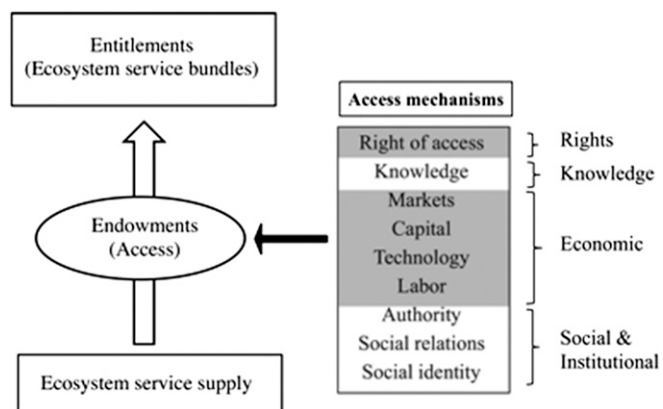 Entitlements
(Ecosystem service bundles)
Endowments
(Access)
Ecosystem service supply
Access mechanisms
Right of access
Knowledge
Markets
Capital
Technology
Labor
Authority
Social relations
Social identity
Rights
Knowledge
Economic
Social &
Institutional